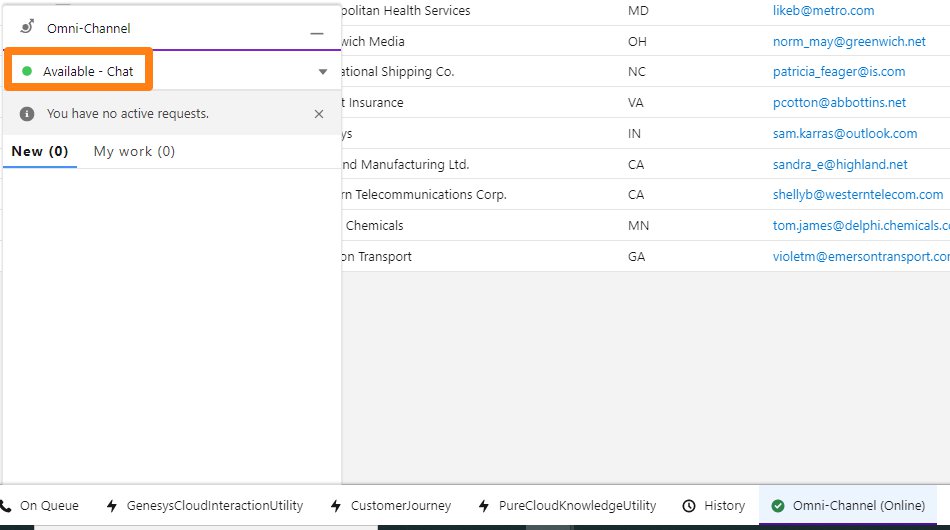 Omni-Channel
Available - Chat
You have no active requests.
New (0) My work (0)
politan Health Services MD likeb@metro.com
wich Media OH norm_may@greenwich.net
ational Shipping Co. NC patricia_feager@is.com
t Insurance VA pcotton@abbottins.net
ys IN sam.karras@outlook.com
and Manufacturing Ltd. CA sandra_e@highland.net
rn Telecommunications Corp. CA shellyb@westerntelecom.com
Chemicals MN tom.james@delphi.chemicals.c
on Transport GA violetm@emersontransport.com
On Queue GenesysCloudInteractionUtility CustomerJourney PureCloudKnowledgeUtility History Omni-Channel (Online)